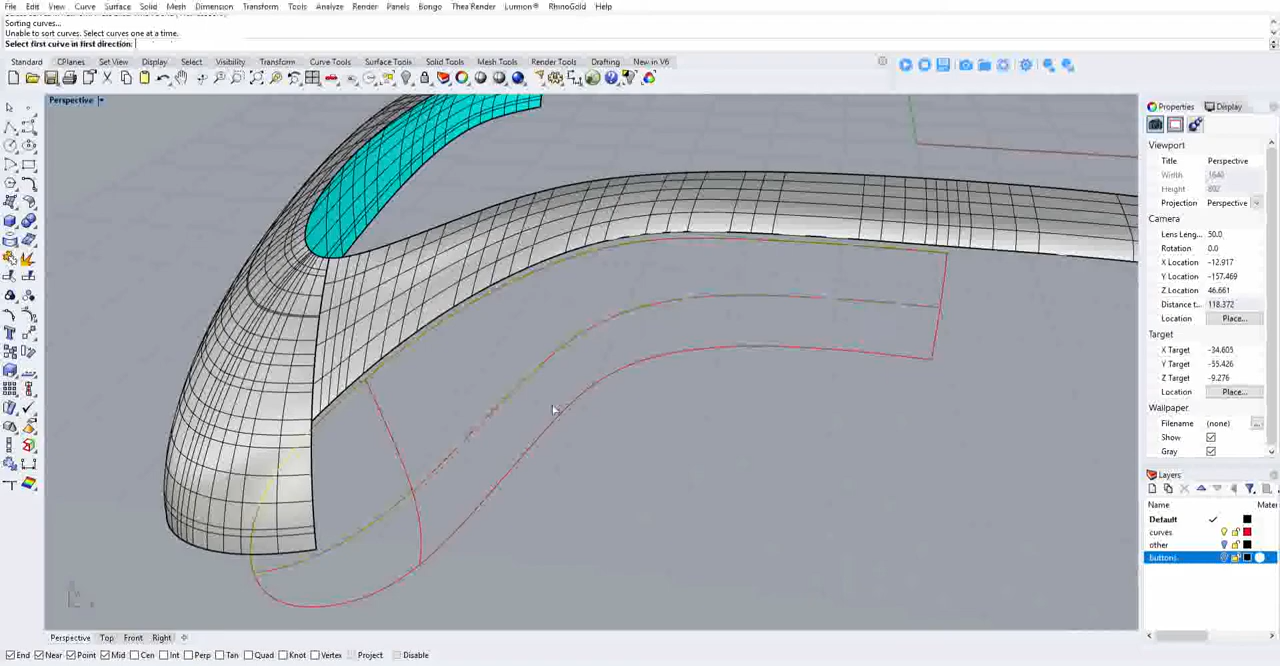 File Edit View Curve Surface Solid Mesh Dimension Transform Tools Analyze Render Panels Bongo Thea Render Lumion® RhinoGold Help
Sorting curves...
Unable to sort curves. Select curves one at a time.
Select first curve in first direction:
Standard CPlanes Set View Display Select Visibility Transform Curve Tools Surface Tools Solid Tools Mesh Tools Render Tools Drafting New in V6
Perspective
Properties Display
Viewport
Title Perspective
Width 1640
Height 802
Projection Perspective
Camera
Lens Leng... 50.0
Rotation 0.0
X Location -12.917
Y Location -157.469
Z Location 46.661
Distance t... 118.372
Location Place...
Target
X Target -34.605
Y Target -55.426
Z Target -9.276
Location Place...
Wallpaper
Filename (none)
Show
Gray
Layers
Name Mater
Default
curves
other
buttons
Perspective Top Front Right
End Near Point Mid Cen Int Perp Tan Quad Knot Vertex Project Disable